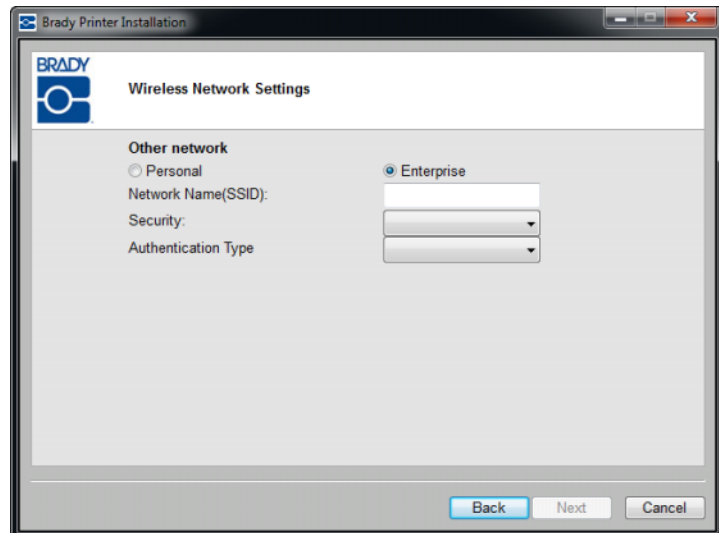 Brady Printer Installation
BRADY
Wireless Network Settings
Other network
Personal Enterprise
Network Name(SSID):
Security:
Authentication Type
Back Next Cancel